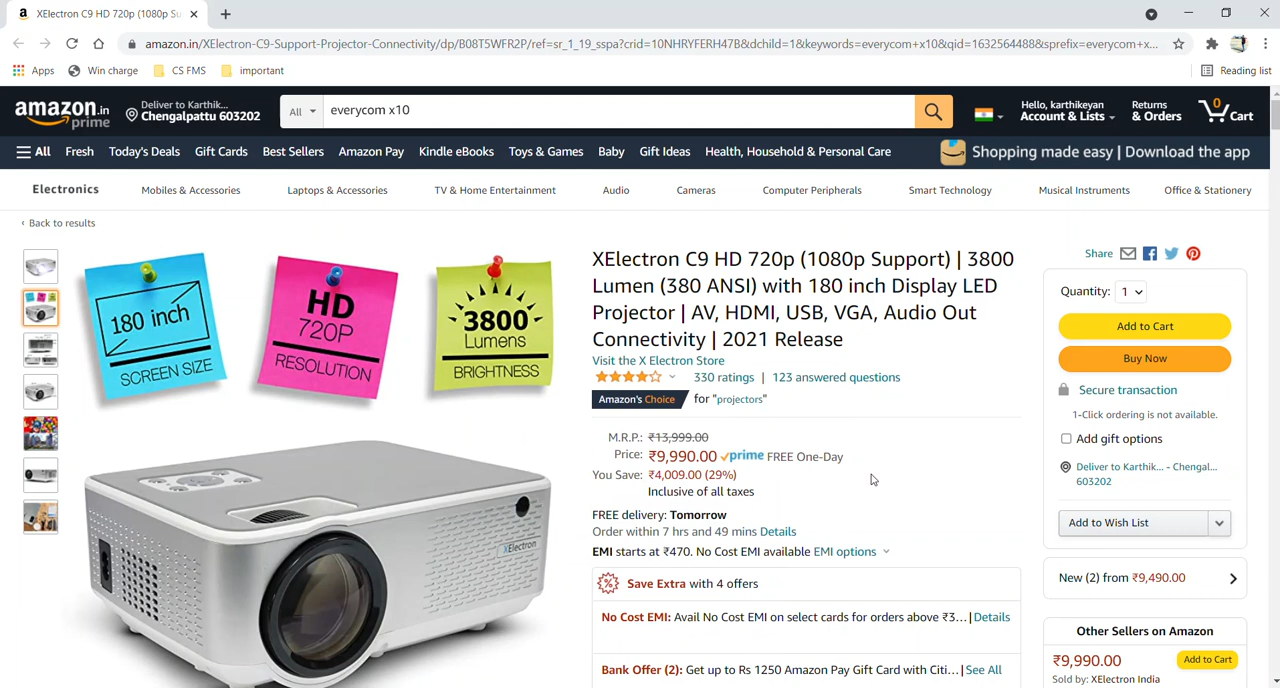 XElectron C9 HD 720p (1080p Su
amazon.in/XElectron-C9-Support-Projector-Connectivity/dp/B08T5WFR2P/ref=sr_1_19_sspa?crid=10NHRYFERH47B&dchild=1&keywords=everycom+x10&qid=1632564488&sprefix=everycom+x...
Apps Win charge CS FMS important Reading list
amazon.in prime
Deliver to Karthik...
Chengalpattu 603202
All everycom x10
Hello, karthikeyan
Account & Lists
Returns
& Orders
0 Cart
All Fresh Today's Deals Gift Cards Best Sellers Amazon Pay Kindle eBooks Toys & Games Baby Gift Ideas Health, Household & Personal Care Shopping made easy | Download the app
Electronics Mobiles & Accessories Laptops & Accessories TV & Home Entertainment Audio Cameras Computer Peripherals Smart Technology Musical Instruments Office & Stationery
‹ Back to results
180 inch
SCREEN SIZE
HD
720P
RESOLUTION
3800
Lumens
BRIGHTNESS
XElectron
XElectron C9 HD 720p (1080p Support) | 3800
Lumen (380 ANSI) with 180 inch Display LED
Projector | AV, HDMI, USB, VGA, Audio Out
Connectivity | 2021 Release
Visit the X Electron Store
330 ratings | 123 answered questions
Amazon's Choice for "projectors"
M.R.P.: ₹13,999.00
Price: ₹9,990.00 prime FREE One-Day
You Save: ₹4,009.00 (29%)
Inclusive of all taxes
FREE delivery: Tomorrow
Order within 7 hrs and 49 mins Details
EMI starts at ₹470. No Cost EMI available EMI options
Save Extra with 4 offers
No Cost EMI: Avail No Cost EMI on select cards for orders above ₹3... | Details
Bank Offer (2): Get up to Rs 1250 Amazon Pay Gift Card with Citi... | See All
Share
Quantity: 1
Add to Cart
Buy Now
Secure transaction
1-Click ordering is not available.
Add gift options
Deliver to Karthik... - Chengal...
603202
Add to Wish List
New (2) from ₹9,490.00
Other Sellers on Amazon
₹9,990.00 Add to Cart
Sold by: XElectron India